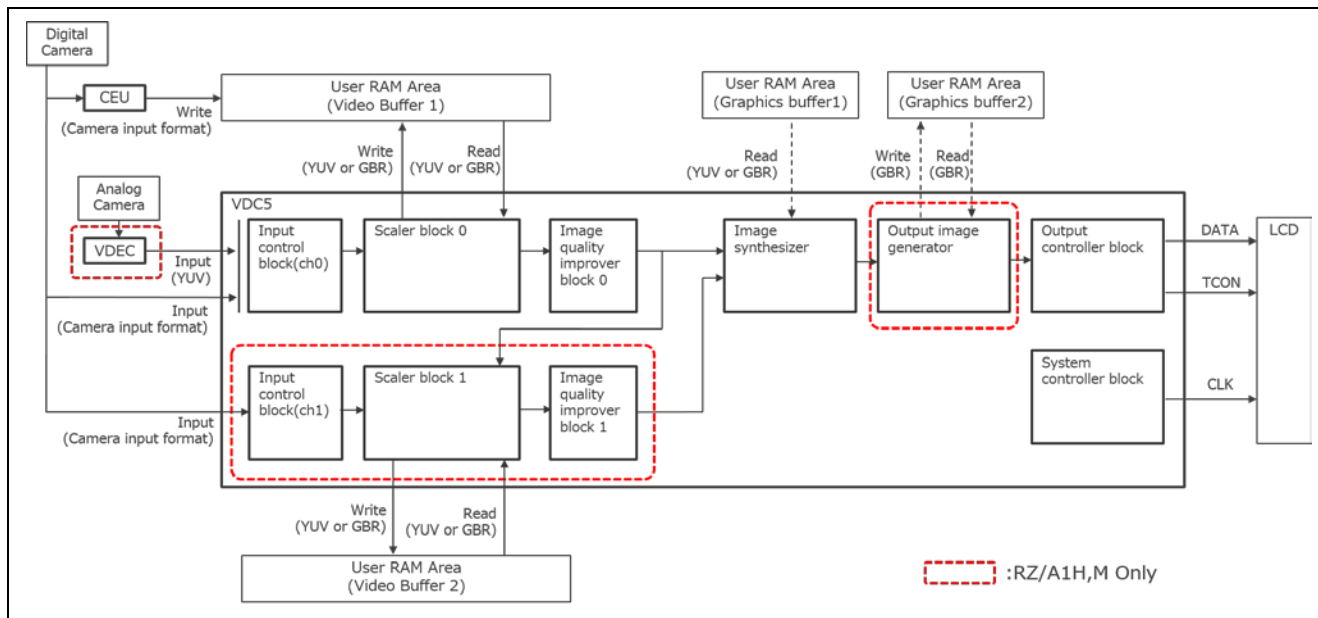 Digital
Camera
CEU
Write
(Camera input format)
User RAM Area
(Video Buffer 1)
User RAM Area
(Graphics buffer1)
User RAM Area
(Graphics buffer2)
Write
(YUV or GBR)
Read
(YUV or GBR)
Read
(YUV or GBR)
Write
(GBR)
Read
(GBR)
Analog
Camera
VDEC
Input
(YUV)
Input
(Camera input format)
VDC5
Input
control
block(ch0)
Scaler block 0
Image
quality
improver
block 0
Image
synthesizer
Output image
generator
Output
controller block
DATA
TCON
LCD
Input
control
block(ch1)
Scaler block 1
Image
quality
improver
block 1
System
controller block
CLK
Input
(Camera input format)
Write
(YUV or GBR)
Read
(YUV or GBR)
User RAM Area
(Video Buffer 2)
:RZ/A1H,M Only